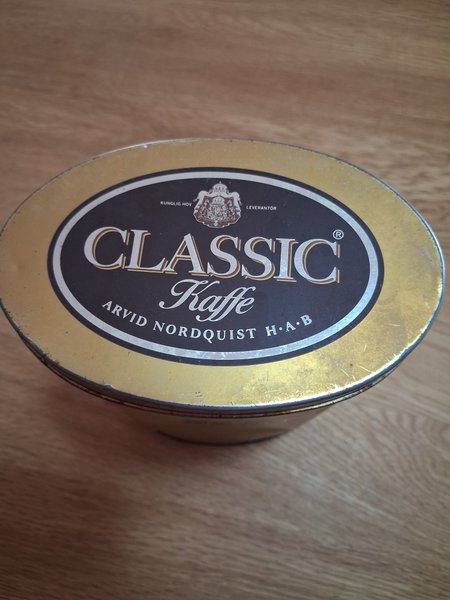 KUNGLIG HOV LEVERANTÖR
CLASSIC®
Kaffe
ARVID NORDQUIST H·A·B